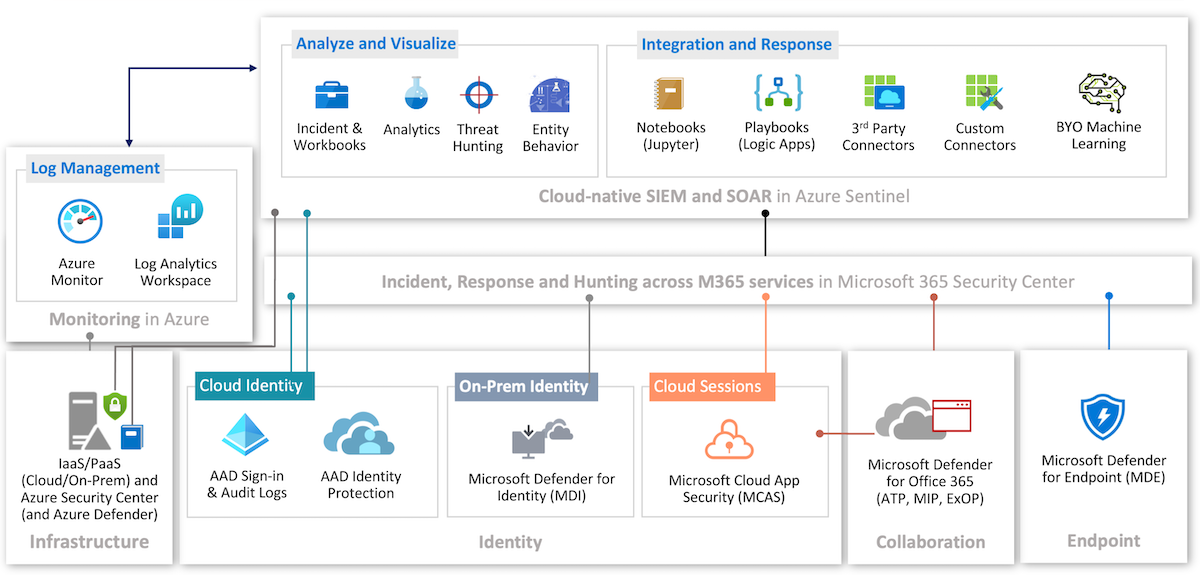 Analyze and Visualize
Incident &
Workbooks
Analytics
Threat
Hunting
Entity
Behavior
Integration and Response
Notebooks
(Jupyter)
Playbooks
(Logic Apps)
3rd Party
Connectors
Custom
Connectors
BYO Machine
Learning
Cloud-native SIEM and SOAR in Azure Sentinel
Log Management
Azure
Monitor
Log Analytics
Workspace
Monitoring in Azure
Incident, Response and Hunting across M365 services in Microsoft 365 Security Center
IaaS/PaaS
(Cloud/On-Prem) and
Azure Security Center
(and Azure Defender)
Infrastructure
Cloud Identity
AAD Sign-in
& Audit Logs
AAD Identity
Protection
On-Prem Identity
Microsoft Defender for
Identity (MDI)
Cloud Sessions
Microsoft Cloud App
Security (MCAS)
Identity
Microsoft Defender
for Office 365
(ATP, MIP, ExOP)
Collaboration
Microsoft Defender
for Endpoint (MDE)
Endpoint